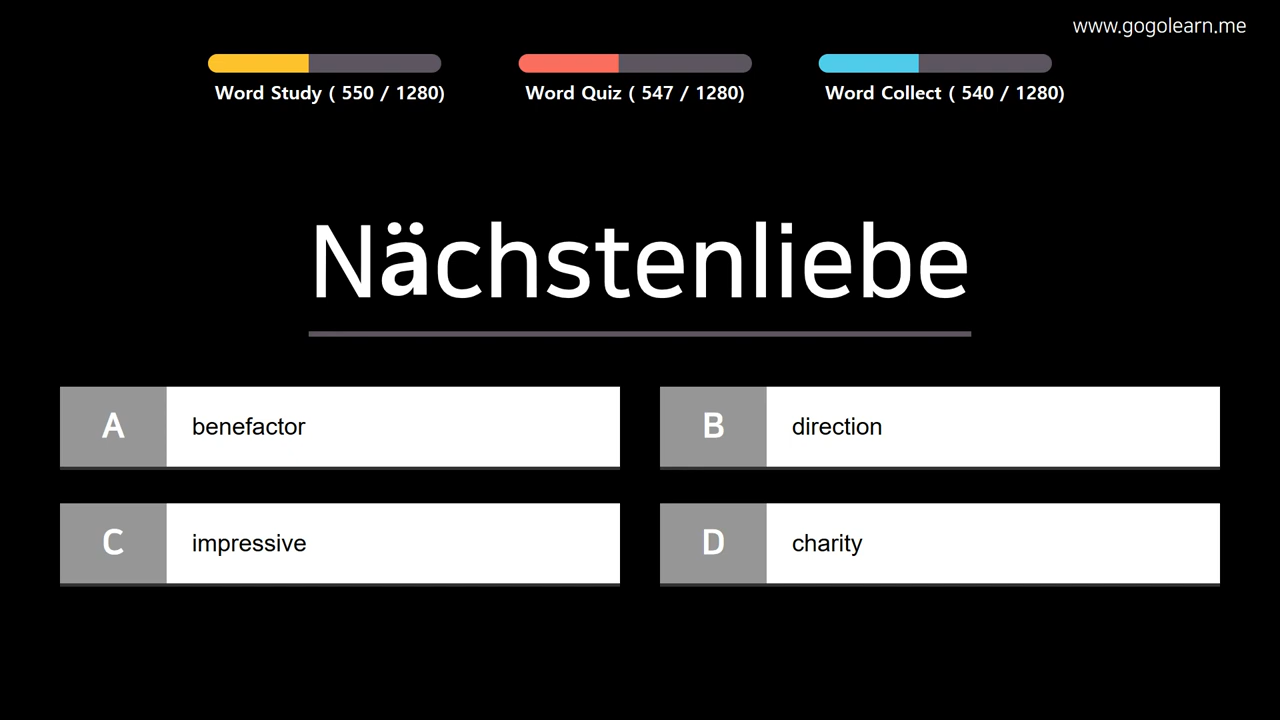 www.gogolearn.me
Word Study ( 550 / 1280)
Word Quiz ( 547 / 1280)
Word Collect ( 540 / 1280)
Nächstenliebe
A benefactor
B direction
C impressive
D charity